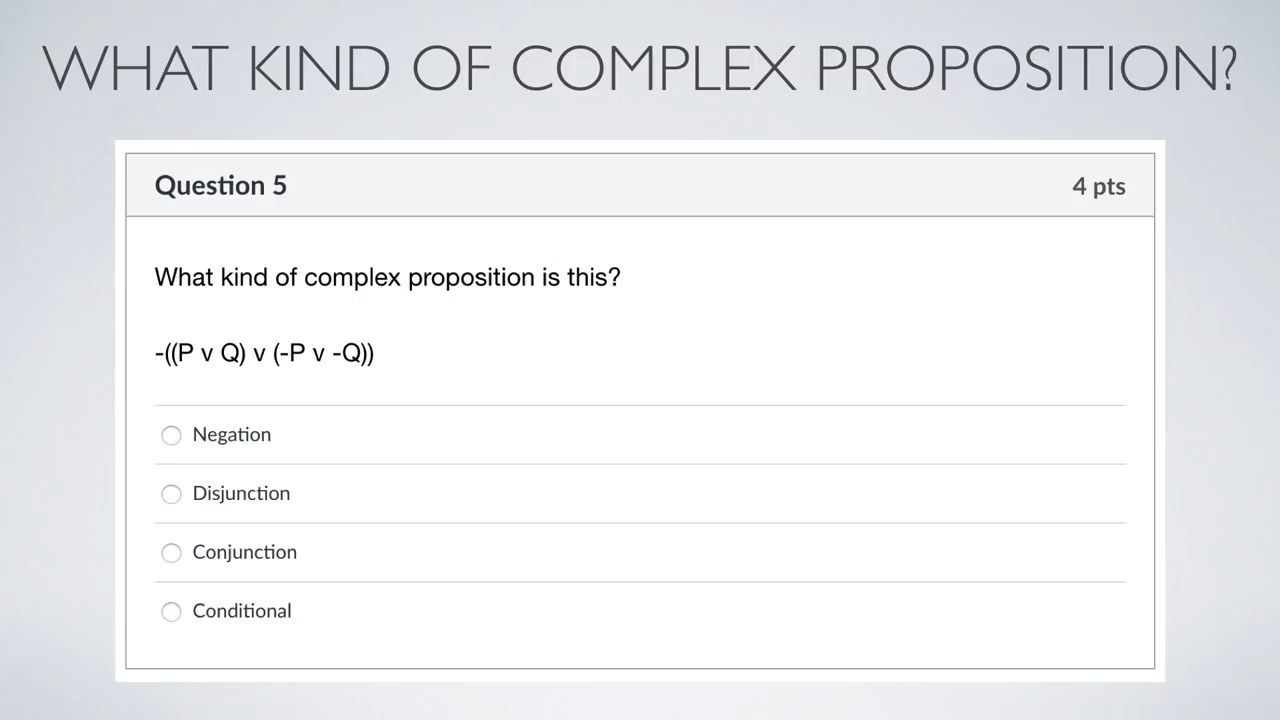 WHAT KIND OF COMPLEX PROPOSITION?
Question 5 4 pts
What kind of complex proposition is this?
-((P v Q) v (-P v -Q))
Negation
Disjunction
Conjunction
Conditional